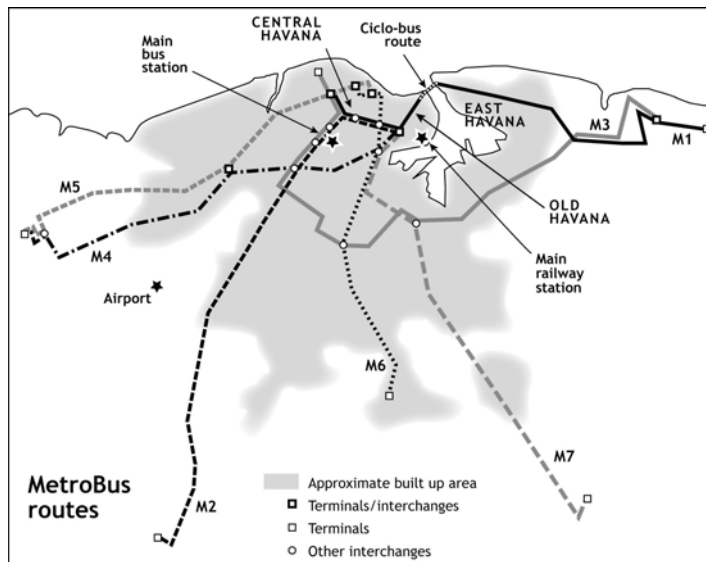 CENTRAL
HAVANA
Ciclo-bus
route
Main
bus
station
EAST
HAVANA
M3
M1
M5
M4
OLD
HAVANA
Main
railway
station
Airport
M6
M7
M2
MetroBus
routes
Approximate built up area
Terminals/interchanges
Terminals
Other interchanges